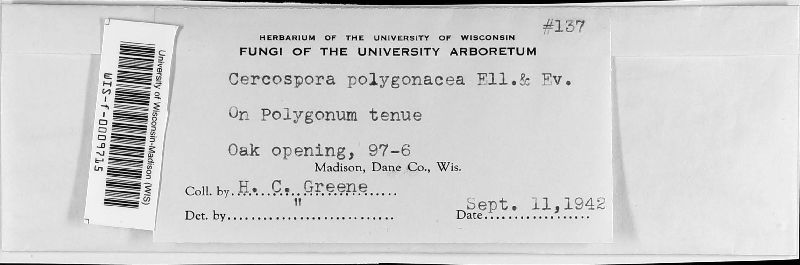 #137
HERBARIUM OF THE UNIVERSITY OF WISCONSIN
FUNGI OF THE UNIVERSITY ARBORETUM
Cercospora polygonacea Ell.& Ev.
On Polygonum tenue
Oak opening, 97-6
Madison, Dane Co., Wis.
Coll. by H. C. Greene
Det. by "
Date Sept. 11,1942
University of Wisconsin-Madison (WIS)
WIS-f-0009715